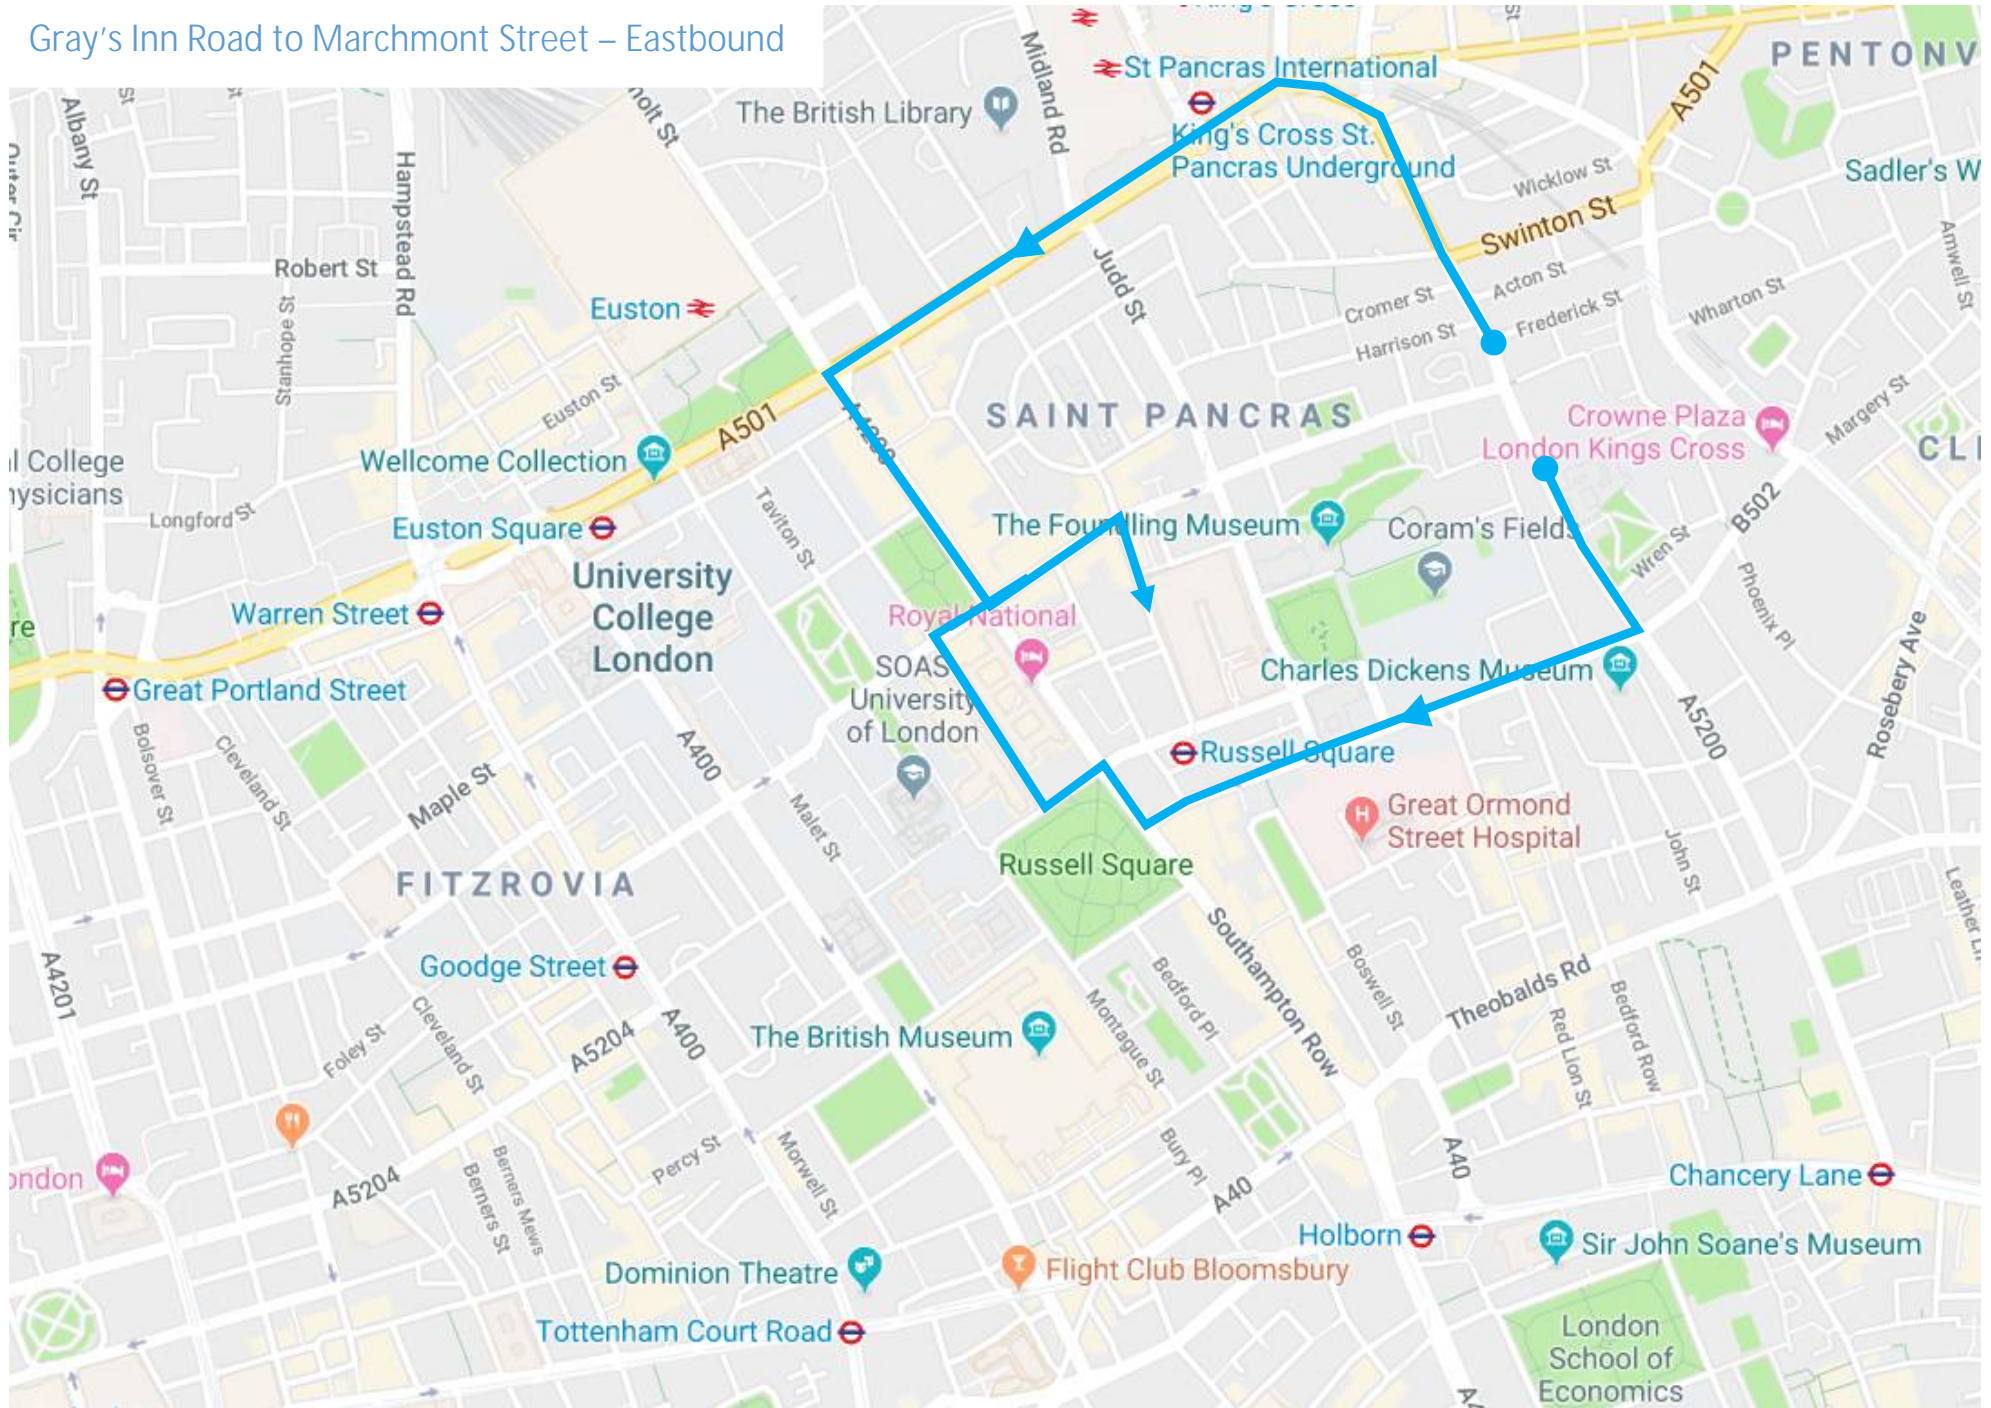 Gray's Inn Road to Marchmont Street – Eastbound
St Pancras International
PENTONV
Midland Rd
The British Library
A501
Albany St
St
St
St
King's Cross St.
Pancras Underground
Hampstead Rd
Wicklow St
Sadler's W
Swinton St
Amwell St
Robert St
Judd St
Acton St
Cromer St
Frederick St
Wharton St
Euston
Stanhope St
Harrison St
Euston St
A501
SAINT PANCRAS
Crowne Plaza
London Kings Cross
Margery St
CL
l College
hysicians
Wellcome Collection
Longford St
Taviton St
Euston Square
The Foundling Museum
Coram's Fields
B502
Wren St
Phoenix Pl
University
College
London
Warren Street
Royal National
re
SOAS
University
of London
Charles Dickens Museum
Great Portland Street
A5200
Rosebery Ave
Bolsover St
Cleveland St
A400
Russell Square
Maple St
Malet St
Great Ormond
Street Hospital
John St
Russell Square
FITZROVIA
Southampton Row
Boswell St
Theobalds Rd
Goodge Street
Bedford Pl
Bedford Row
Red Lion St
A4201
Cleveland St
A400
Montague St
Foley St
A5204
The British Museum
Percy St
Morwell St
Bury Pl
A40
A40
Berners Mews
Berners St
ondon
A5204
Chancery Lane
Holborn
Sir John Soane's Museum
Dominion Theatre
Flight Club Bloomsbury
Tottenham Court Road
London
School of
Economics